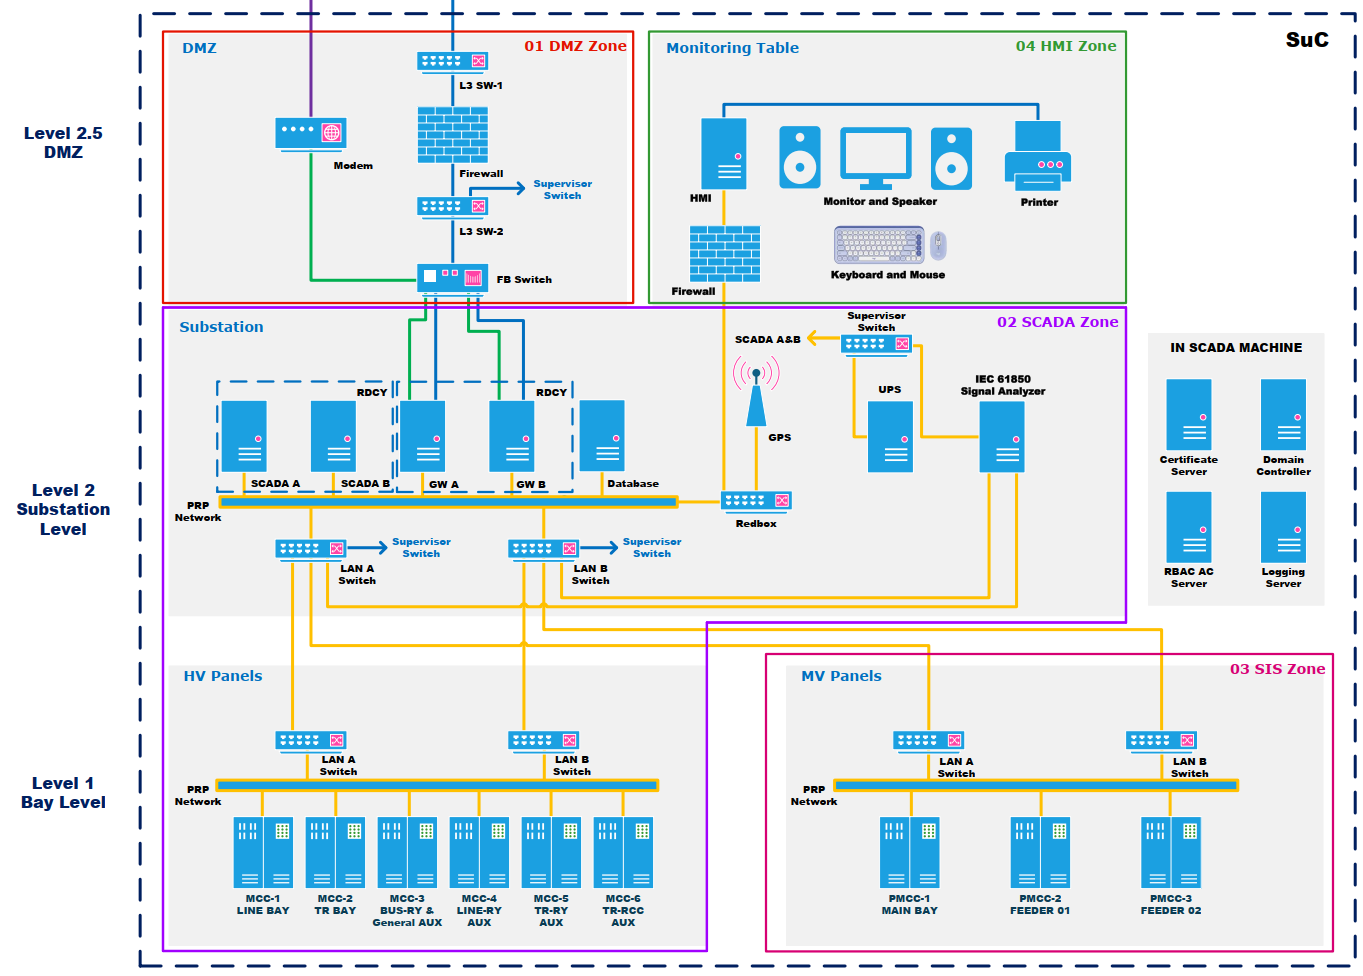 SuC
Level 2.5
DMZ
DMZ
01 DMZ Zone
L3 SW-1
Modem
Firewall
Supervisor
Switch
L3 SW-2
FB Switch
Monitoring Table
04 HMI Zone
HMI
Monitor and Speaker
Printer
Keyboard and Mouse
Firewall
Level 2
Substation
Level
Substation
02 SCADA Zone
Supervisor
Switch
SCADA A&B
UPS
IEC 61850
Signal Analyzer
GPS
RDCY
RDCY
SCADA A
SCADA B
GW A
GW B
Database
PRP
Network
Redbox
LAN A
Switch
Supervisor
Switch
LAN B
Switch
Supervisor
Switch
IN SCADA MACHINE
Certificate
Server
Domain
Controller
RBAC AC
Server
Logging
Server
Level 1
Bay Level
HV Panels
LAN A
Switch
LAN B
Switch
PRP
Network
MCC-1
LINE BAY
MCC-2
TR BAY
MCC-3
BUS-RY &
General AUX
MCC-4
LINE-RY
AUX
MCC-5
TR-RY
AUX
MCC-6
TR-RCC
AUX
MV Panels
03 SIS Zone
LAN A
Switch
LAN B
Switch
PRP
Network
PMCC-1
MAIN BAY
PMCC-2
FEEDER 01
PMCC-3
FEEDER 02